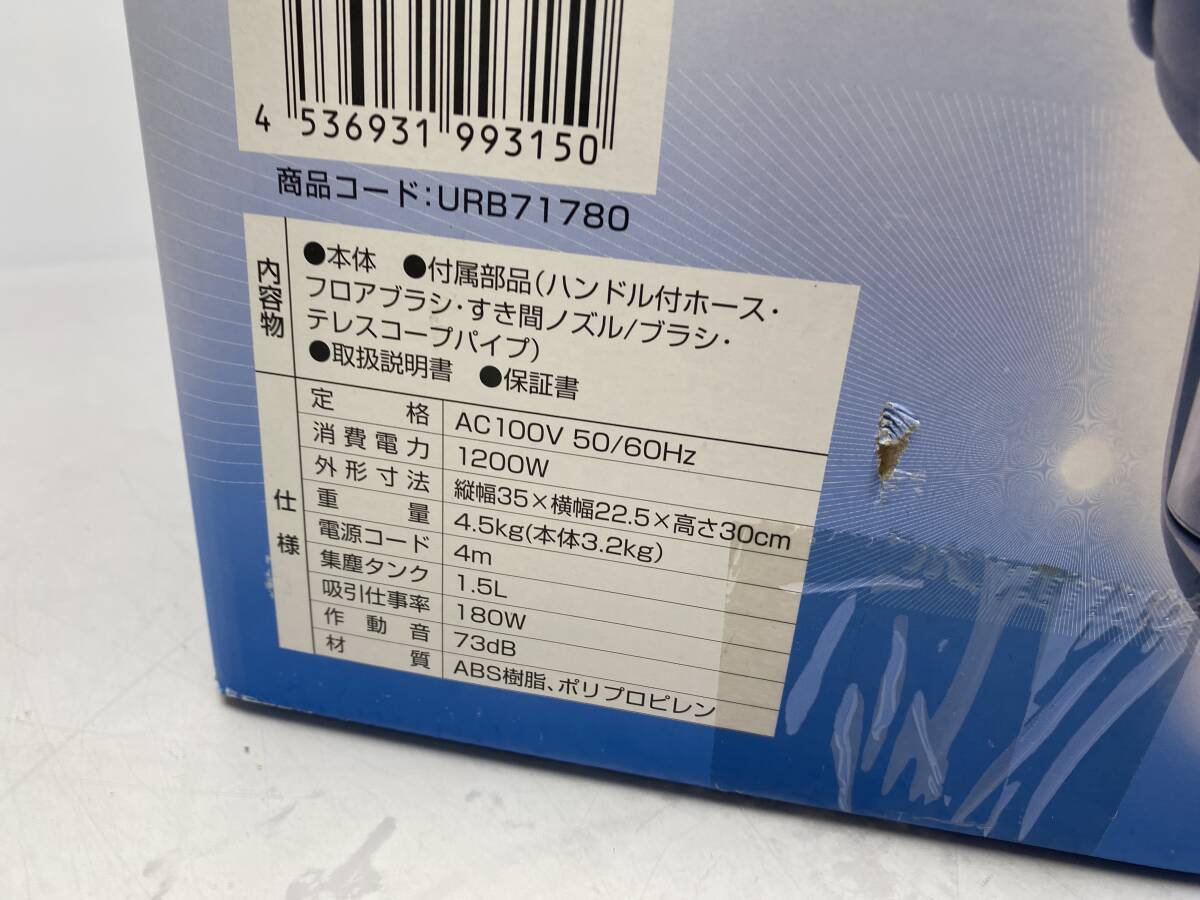 4 536931 993150
商品コード:URB71780
内容物
●本体 ●付属部品(ハンドル付ホース・
フロアブラシ・すき間ノズル/ブラシ・
テレスコープパイプ)
●取扱説明書 ●保証書
仕様
定格 AC100V 50/60Hz
消費電力 1200W
外形寸法 縦幅35×横幅22.5×高さ30cm
重量 4.5kg(本体3.2kg)
電源コード 4m
集塵タンク 1.5L
吸引仕事率 180W
作動音 73dB
材質 ABS樹脂、ポリプロピレン